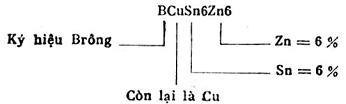 BCuSn6Zn6
Ký hiệu Brông
Zn = 6 %
Sn = 6 %
Còn lại là Cu